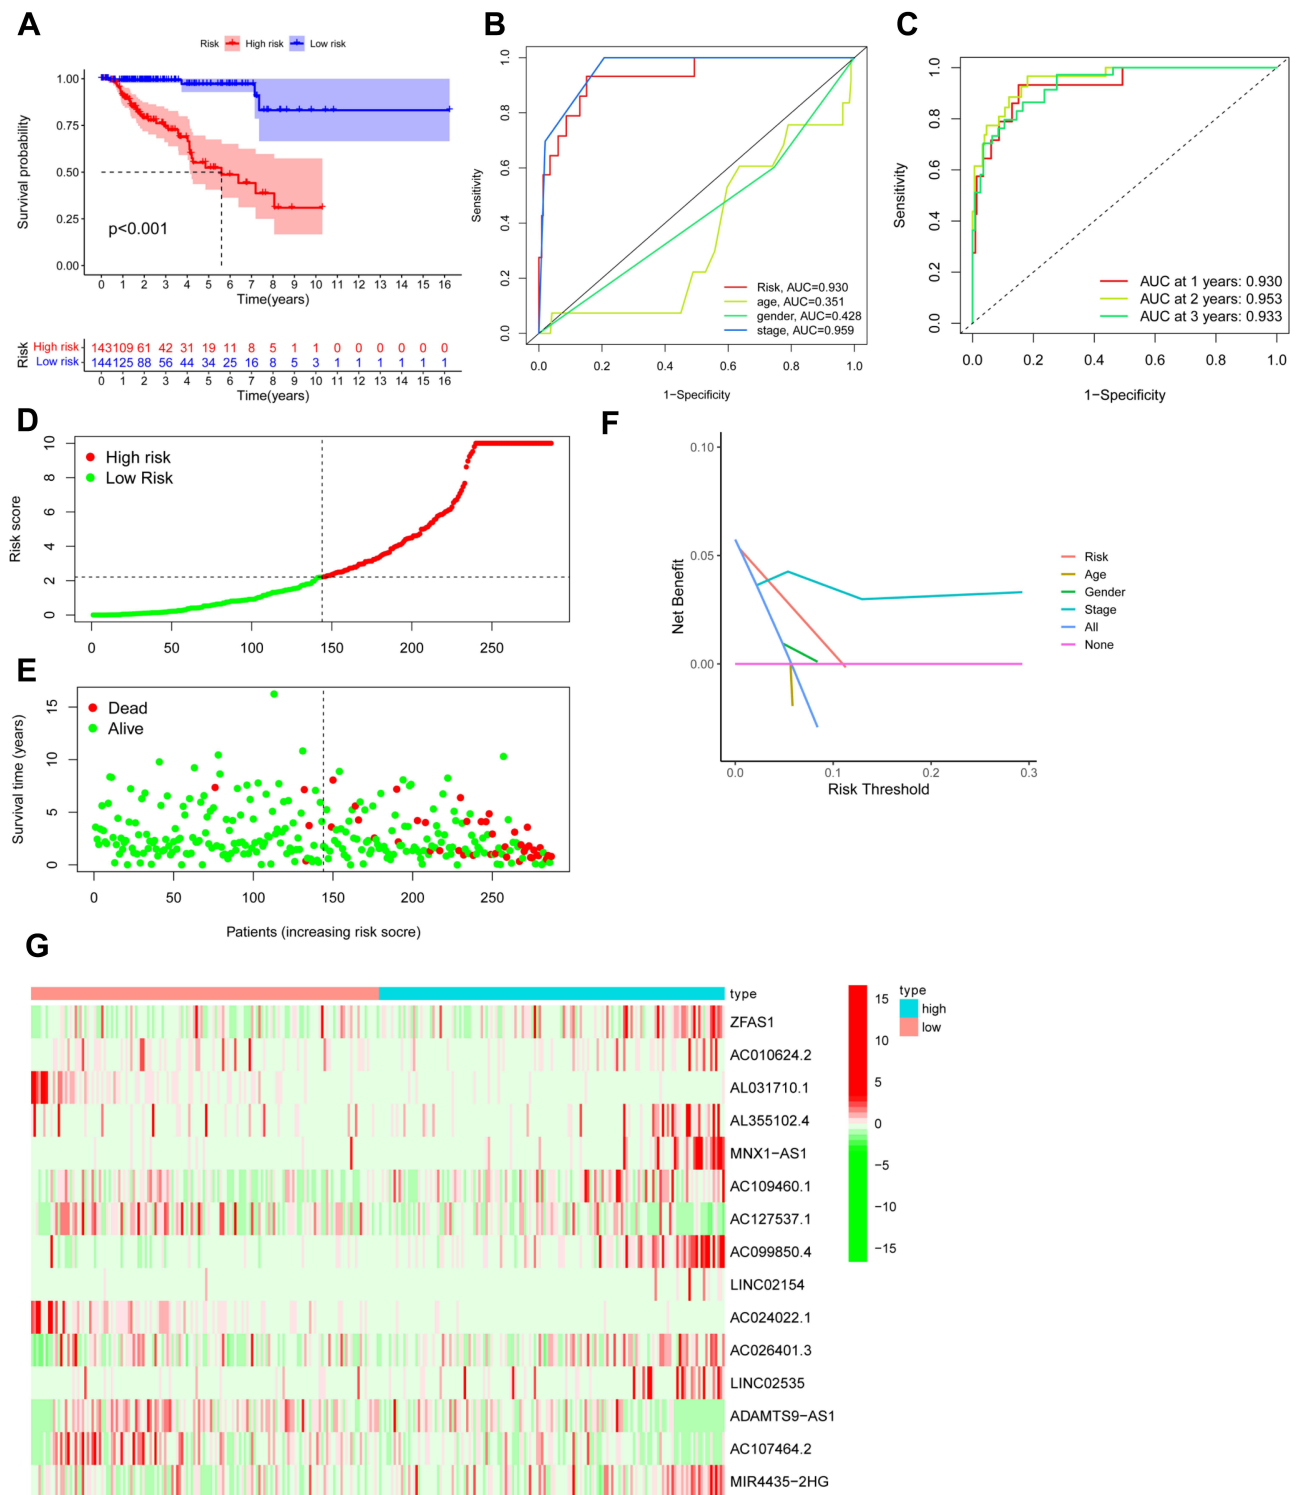 A
Risk High risk Low risk
Survival probability
1.00
0.75
0.50
0.25
0.00
p<0.001
0 1 2 3 4 5 6 7 8 9 10 11 12 13 14 15 16
Time(years)
Risk
High risk 143 109 61 42 31 19 11 8 5 1 1 0 0 0 0 0 0
Low risk 144 125 88 56 44 34 25 16 8 5 3 1 1 1 1 1 1
0 1 2 3 4 5 6 7 8 9 10 11 12 13 14 15 16
Time(years)
B
Sensitivity
1.0
0.8
0.6
0.4
0.2
0.0
Risk, AUC=0.930
age, AUC=0.351
gender, AUC=0.428
stage, AUC=0.959
0.0 0.2 0.4 0.6 0.8 1.0
1−Specificity
C
Sensitivity
1.0
0.8
0.6
0.4
0.2
0.0
AUC at 1 years: 0.930
AUC at 2 years: 0.953
AUC at 3 years: 0.933
0.0 0.2 0.4 0.6 0.8 1.0
1−Specificity
D
Risk score
10
8
6
4
2
0
High risk
Low Risk
0 50 100 150 200 250
E
Survival time (years)
15
10
5
0
Dead
Alive
0 50 100 150 200 250
Patients (increasing risk socre)
F
Net Benefit
0.10
0.05
0.00
0.0 0.1 0.2 0.3
Risk Threshold
Risk
Age
Gender
Stage
All
None
G
type
ZFAS1
AC010624.2
AL031710.1
AL355102.4
MNX1−AS1
AC109460.1
AC127537.1
AC099850.4
LINC02154
AC024022.1
AC026401.3
LINC02535
ADAMTS9−AS1
AC107464.2
MIR4435−2HG
15
10
5
0
−5
−10
−15
type
high
low